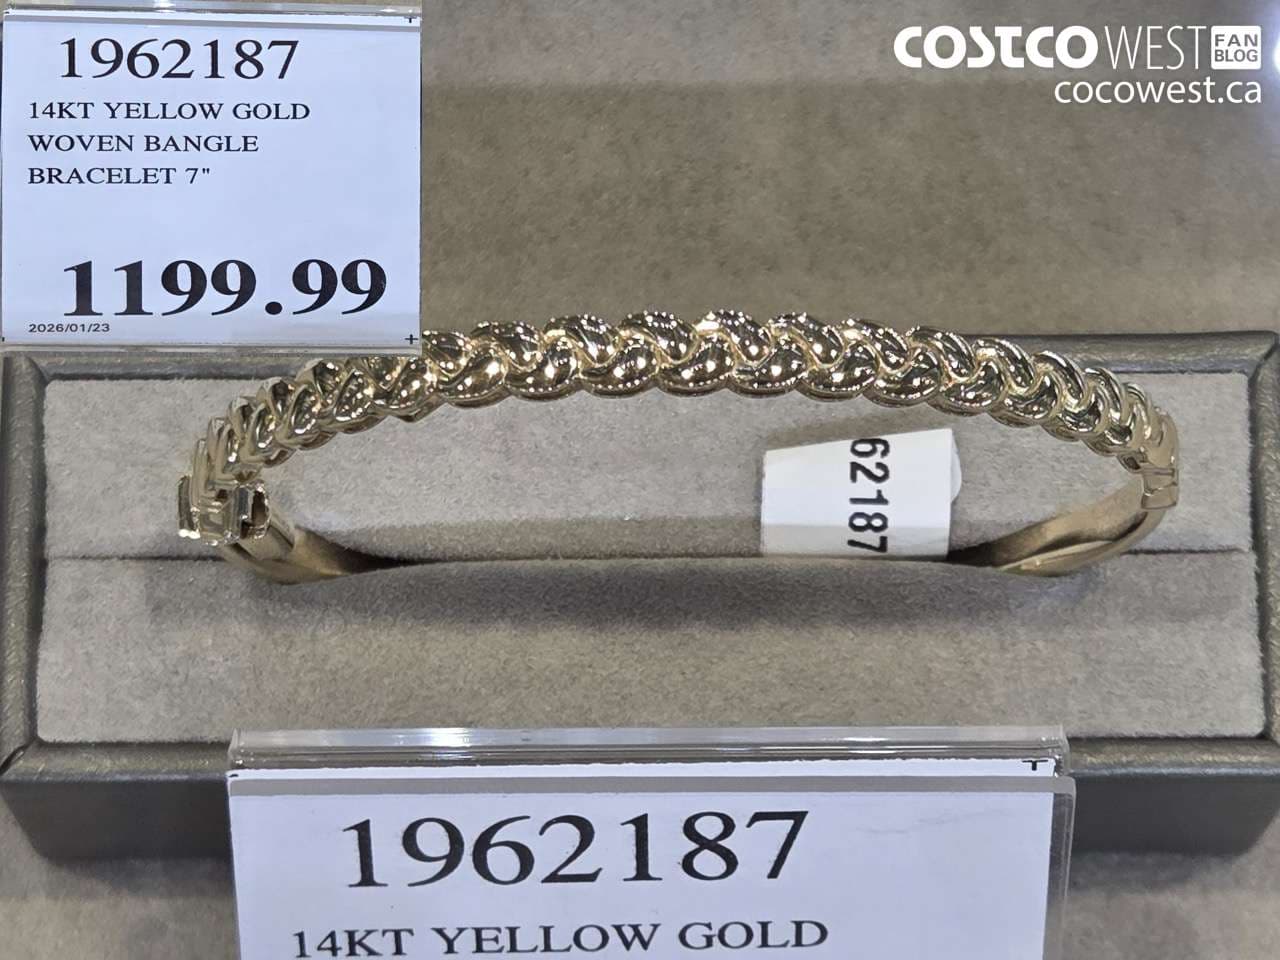 1962187
14KT YELLOW GOLD
WOVEN BANGLE
BRACELET 7"
1199.99
2026/01/23
COSTCO WEST FAN BLOG
cocowest.ca
62187
1962187
14KT YELLOW GOLD